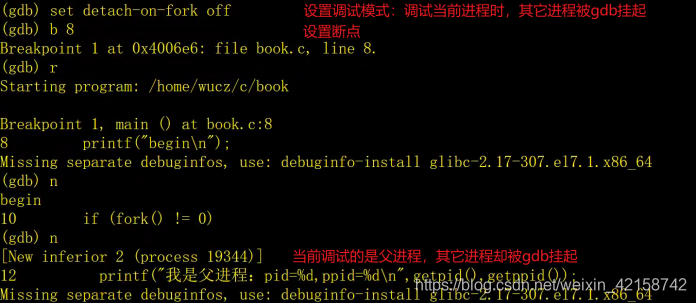 (gdb) set detach-on-fork off 设置调试模式：调试当前进程时，其它进程被gdb挂起
(gdb) b 8 设置断点
Breakpoint 1 at 0x4006e6: file book.c, line 8.
(gdb) r
Starting program: /home/wucz/c/book
Breakpoint 1, main () at book.c:8
8 printf("begin\n");
Missing separate debuginfos, use: debuginfo-install glibc-2.17-307.el7.1.x86_64
(gdb) n
begin
10 if (fork() != 0)
(gdb) n
[New inferior 2 (process 19344)] 当前调试的是父进程，其它进程却被gdb挂起
12 printf("我是父进程：pid=%d,ppid=%d\n",getpid(),getppid());
Missing separate debuginfos, use: debuginfo-install glibc-2.17-307.el7.1.x86_64
https://blog.csdn.net/weixin_42158742